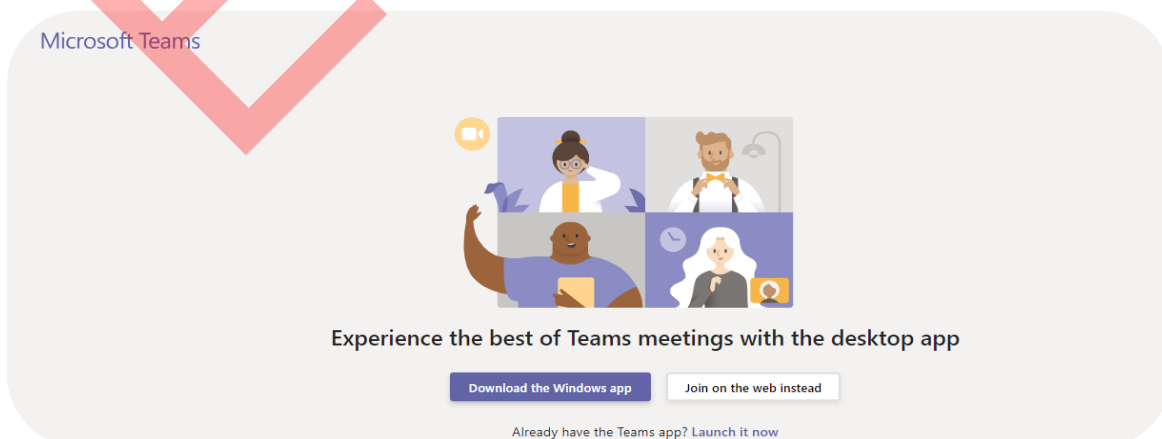 Microsoft Teams
Experience the best of Teams meetings with the desktop app
Download the Windows app
Join on the web instead
Already have the Teams app? Launch it now